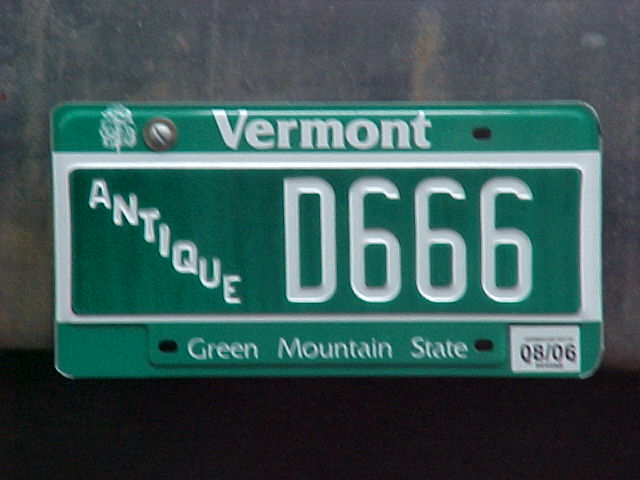 Vermont
ANTIQUE D666
Green Mountain State
08/06